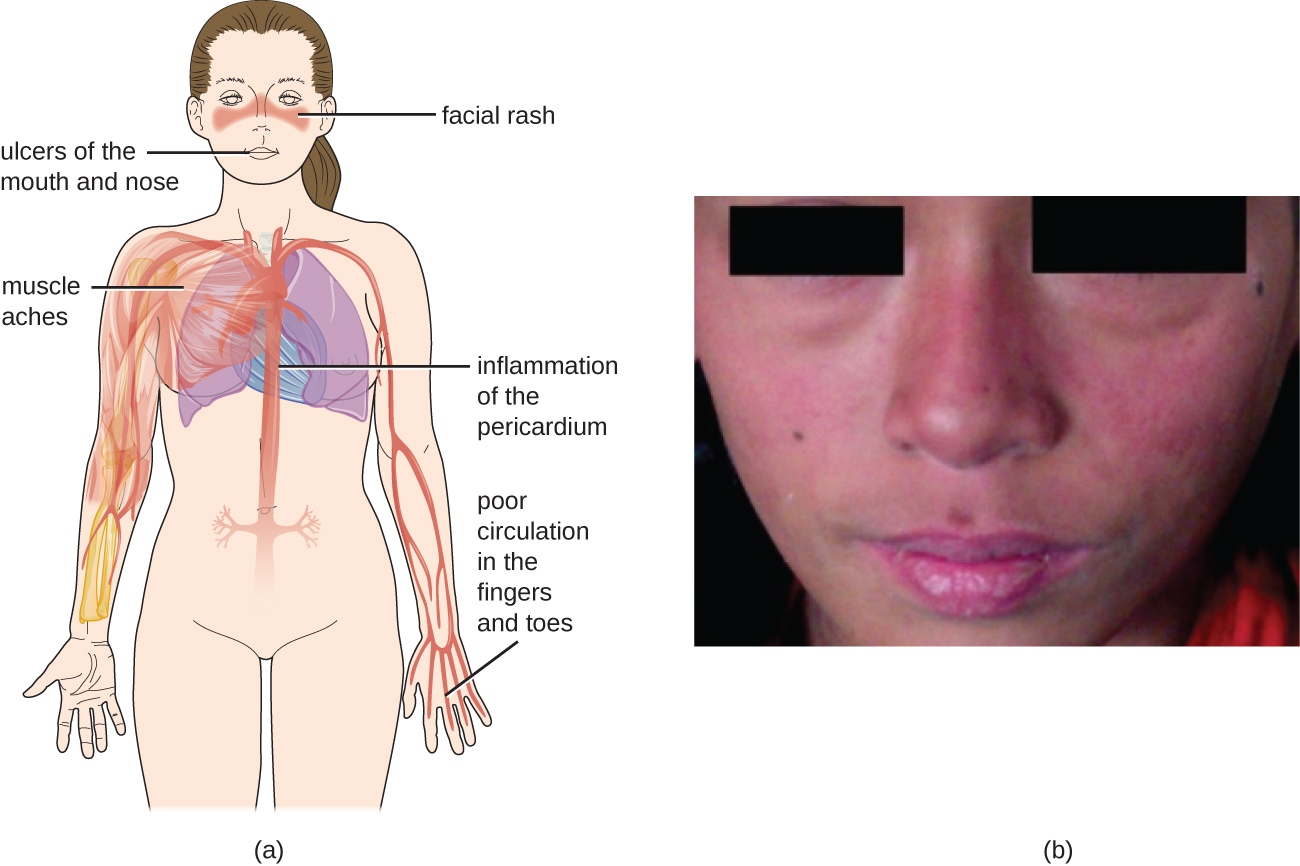 facial rash
ulcers of the
mouth and nose
muscle
aches
inflammation
of the
pericardium
poor
circulation
in the
fingers
and toes
(a)
(b)